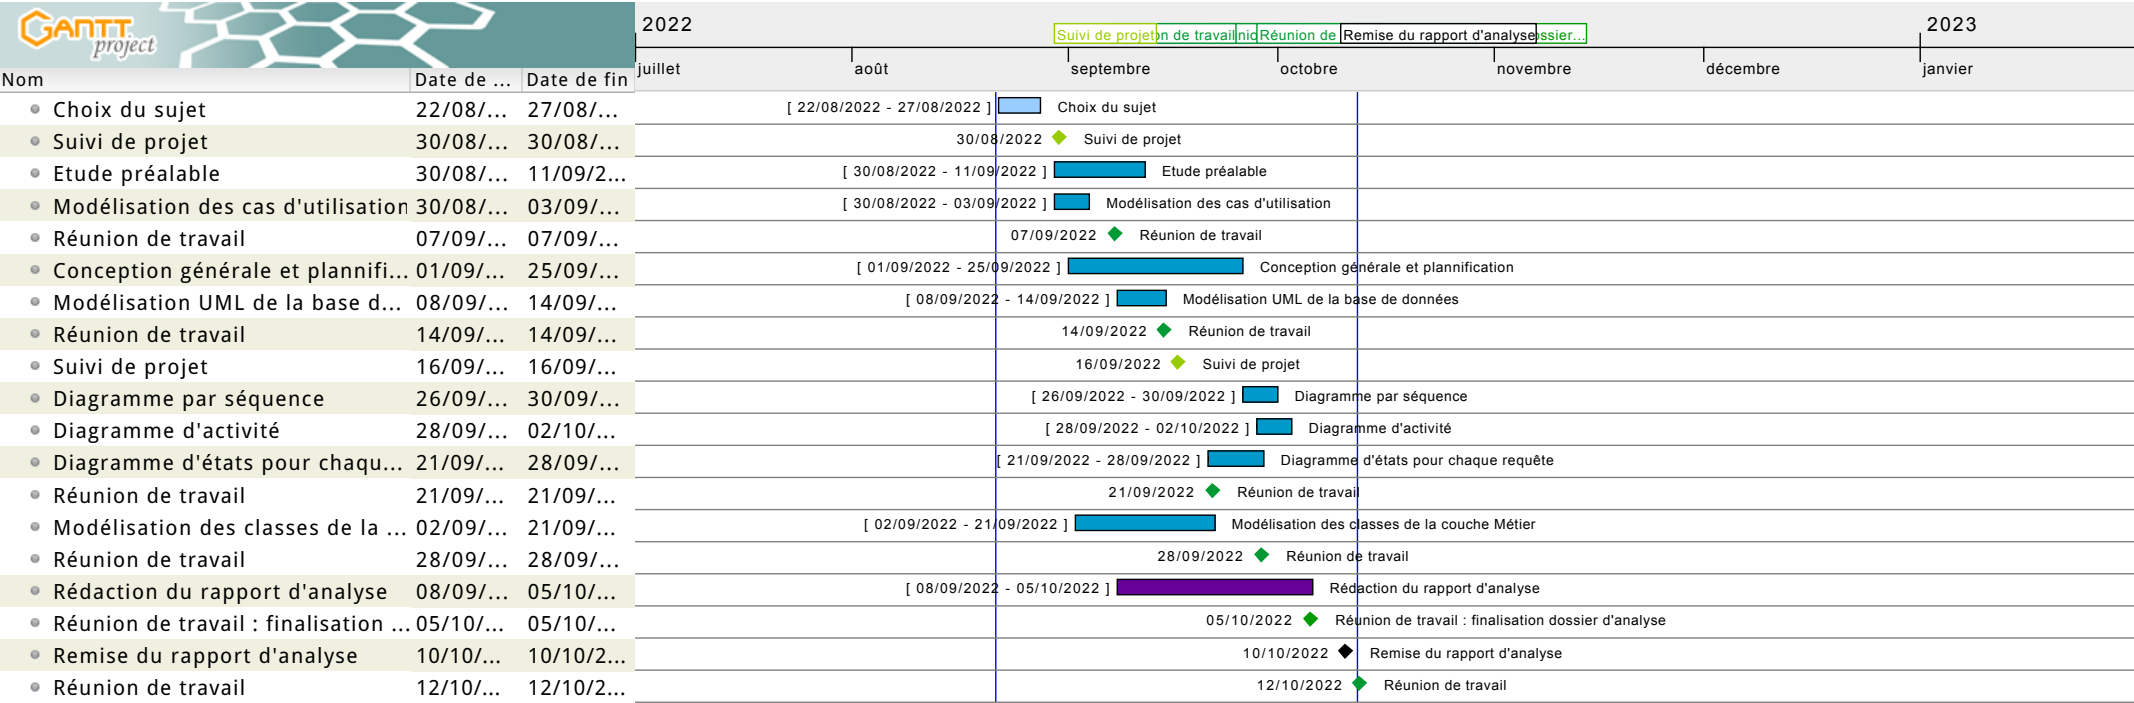 GANTT
project
2022
2023
Suivi de projet
n de travail
nic
Réunion de
Remise du rapport d'analyse
ssier...
juillet
août
septembre
octobre
novembre
décembre
janvier
Nom Date de ... Date de fin
Choix du sujet 22/08/... 27/08/... [ 22/08/2022 - 27/08/2022 ] Choix du sujet
Suivi de projet 30/08/... 30/08/... 30/08/2022 Suivi de projet
Etude préalable 30/08/... 11/09/2... [ 30/08/2022 - 11/09/2022 ] Etude préalable
Modélisation des cas d'utilisation 30/08/... 03/09/... [ 30/08/2022 - 03/09/2022 ] Modélisation des cas d'utilisation
Réunion de travail 07/09/... 07/09/... 07/09/2022 Réunion de travail
Conception générale et plannifi... 01/09/... 25/09/... [ 01/09/2022 - 25/09/2022 ] Conception générale et plannification
Modélisation UML de la base d... 08/09/... 14/09/... [ 08/09/2022 - 14/09/2022 ] Modélisation UML de la base de données
Réunion de travail 14/09/... 14/09/... 14/09/2022 Réunion de travail
Suivi de projet 16/09/... 16/09/... 16/09/2022 Suivi de projet
Diagramme par séquence 26/09/... 30/09/... [ 26/09/2022 - 30/09/2022 ] Diagramme par séquence
Diagramme d'activité 28/09/... 02/10/... [ 28/09/2022 - 02/10/2022 ] Diagramme d'activité
Diagramme d'états pour chaqu... 21/09/... 28/09/... [ 21/09/2022 - 28/09/2022 ] Diagramme d'états pour chaque requête
Réunion de travail 21/09/... 21/09/... 21/09/2022 Réunion de travail
Modélisation des classes de la ... 02/09/... 21/09/... [ 02/09/2022 - 21/09/2022 ] Modélisation des classes de la couche Métier
Réunion de travail 28/09/... 28/09/... 28/09/2022 Réunion de travail
Rédaction du rapport d'analyse 08/09/... 05/10/... [ 08/09/2022 - 05/10/2022 ] Rédaction du rapport d'analyse
Réunion de travail : finalisation ... 05/10/... 05/10/... 05/10/2022 Réunion de travail : finalisation dossier d'analyse
Remise du rapport d'analyse 10/10/... 10/10/2... 10/10/2022 Remise du rapport d'analyse
Réunion de travail 12/10/... 12/10/2... 12/10/2022 Réunion de travail